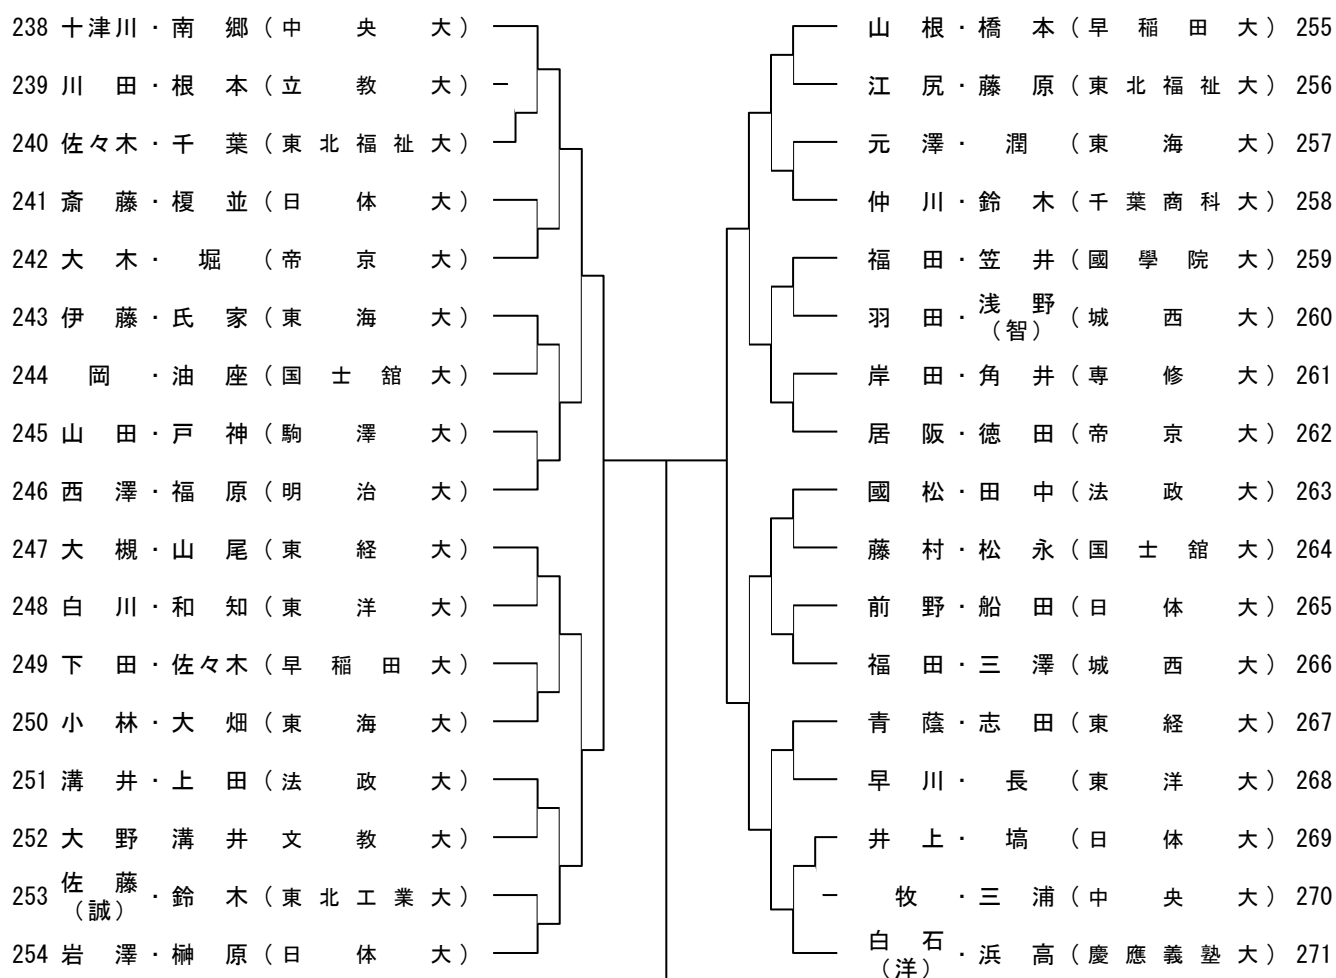 238 十津川・南郷(中央大)
239 川田・根本(立教大)
240 佐々木・千葉(東北福祉大)
241 斎藤・榎並(日体大)
242 大木・堀(帝京大)
243 伊藤・氏家(東海大)
244 岡・油座(国士舘大)
245 山田・戸神(駒澤大)
246 西澤・福原(明治大)
247 大槻・山尾(東経大)
248 白川・和知(東洋大)
249 下田・佐々木(早稲田大)
250 小林・大畑(東海大)
251 溝井・上田(法政大)
252 大野溝井文教大)
253 佐藤(誠)・鈴木(東北工業大)
254 岩澤・榊原(日体大)
山根・橋本(早稲田大)255
江尻・藤原(東北福祉大)256
元澤・潤(東海大)257
仲川・鈴木(千葉商科大)258
福田・笠井(國學院大)259
羽田・浅野(智)(城西大)260
岸田・角井(専修大)261
居阪・徳田(帝京大)262
國松・田中(法政大)263
藤村・松永(国士舘大)264
前野・船田(日体大)265
福田・三澤(城西大)266
青蔭・志田(東経大)267
早川・長(東洋大)268
井上・塙(日体大)269
牧・三浦(中央大)270
白石(洋)・浜高(慶應義塾大)271